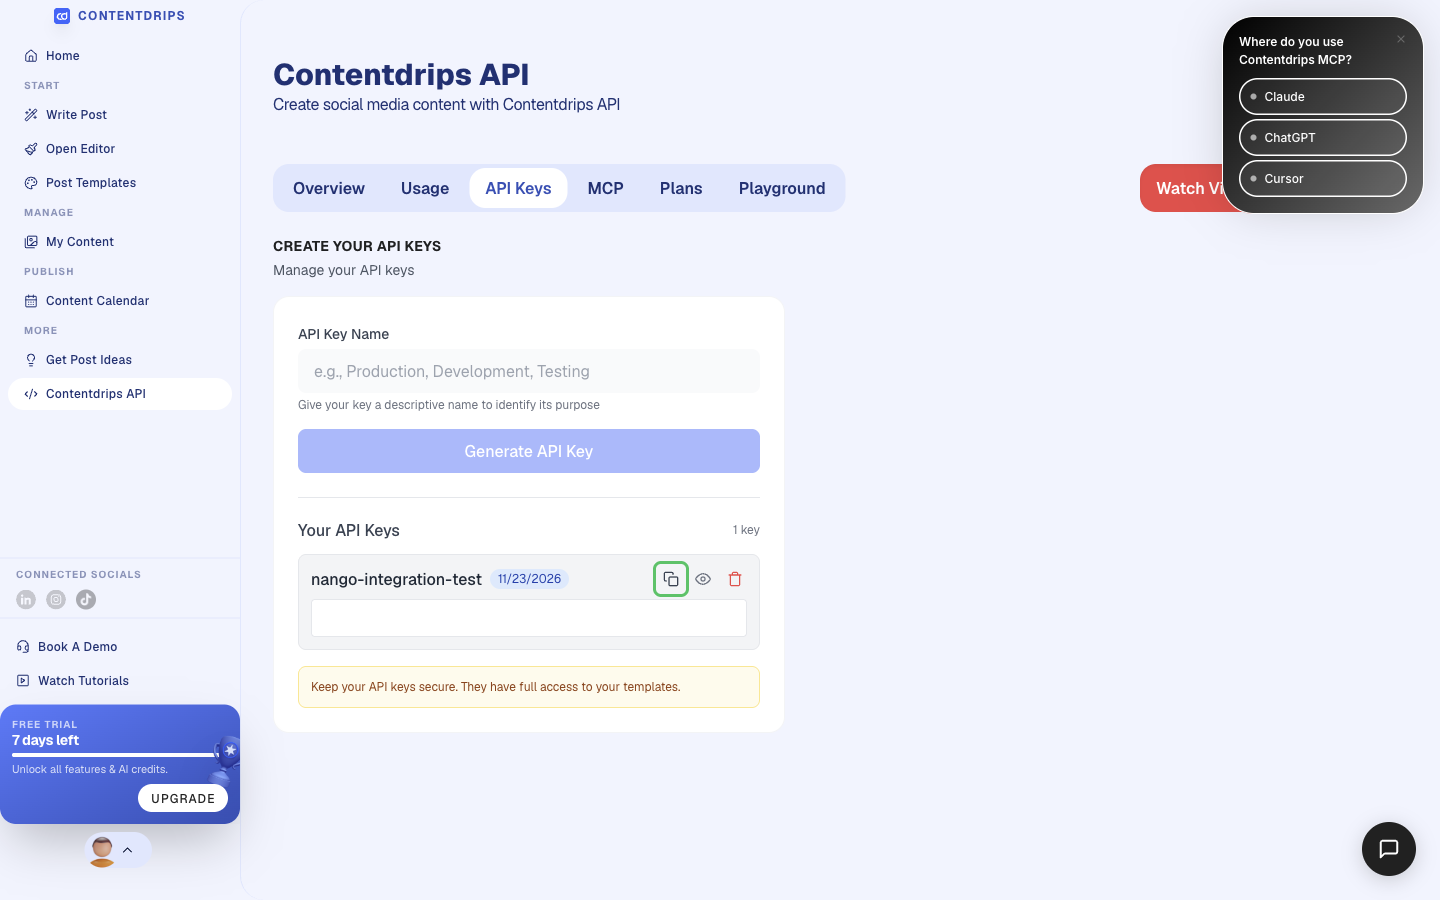 CONTENTDRIPS
Home
START
Write Post
Open Editor
Post Templates
MANAGE
My Content
PUBLISH
Content Calendar
MORE
Get Post Ideas
Contentdrips API
CONNECTED SOCIALS
Book A Demo
Watch Tutorials
FREE TRIAL
7 days left
Unlock all features & AI credits.
UPGRADE
Contentdrips API
Create social media content with Contentdrips API
Overview
Usage
API Keys
MCP
Plans
Playground
Watch Vi
CREATE YOUR API KEYS
Manage your API keys
API Key Name
e.g., Production, Development, Testing
Give your key a descriptive name to identify its purpose
Generate API Key
Your API Keys
1 key
nango-integration-test
11/23/2026
Keep your API keys secure. They have full access to your templates.
Where do you use
Contentdrips MCP?
Claude
ChatGPT
Cursor